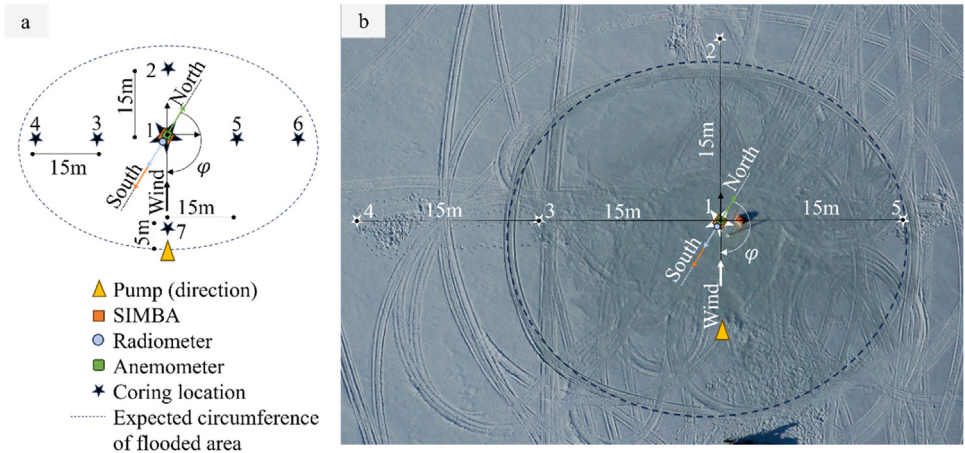 a
2
North
15m
4
3
1
5
6
15m
φ
South
Wind
15m
5m
7
Pump (direction)
SIMBA
Radiometer
Anemometer
Coring location
Expected circumference
of flooded area
b
2
15m
North
4
15m
3
15m
1
15m
5
South
φ
Wind